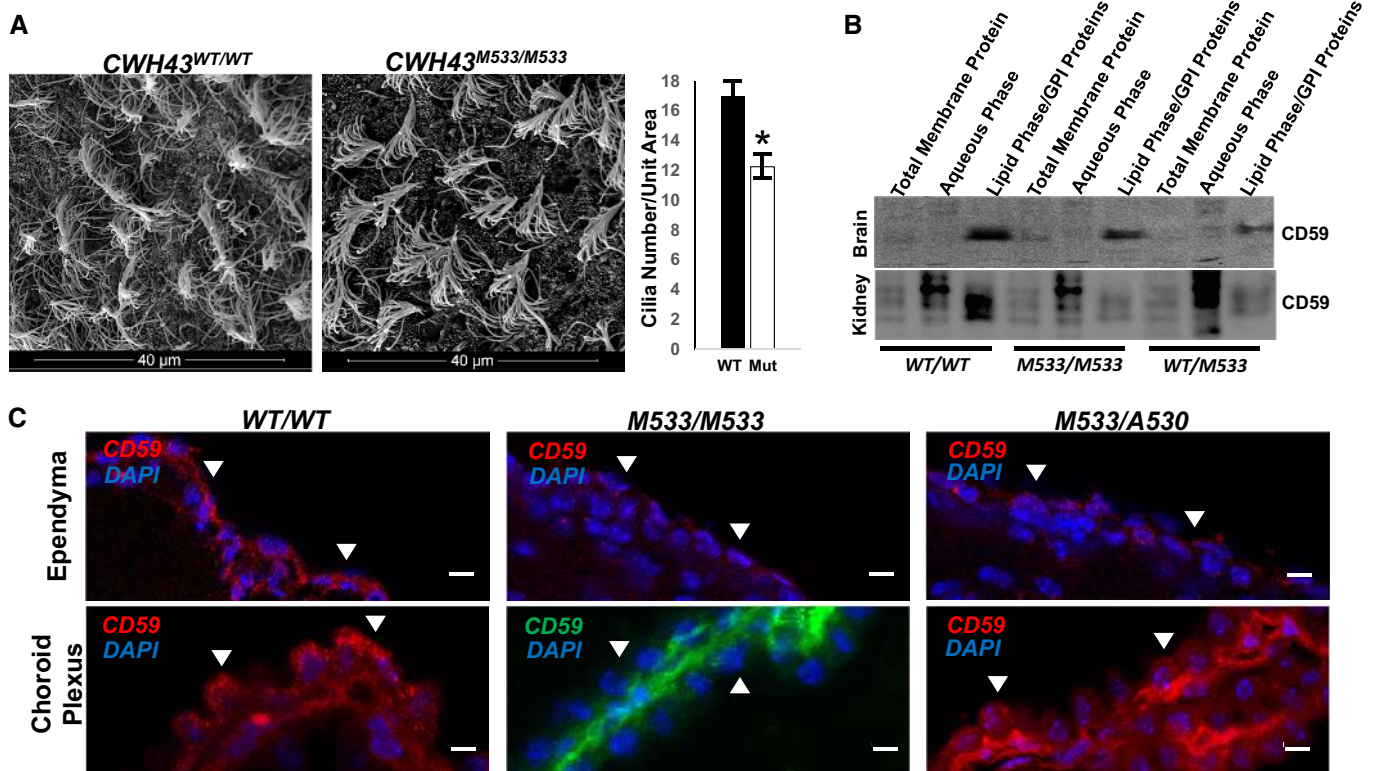 A
CWH43WT/WT
CWH43M533/M533
40 µm
40 µm
Cilia Number/Unit Area
18
16
14
12
10
8
6
4
2
0
*
WT Mut
B
Total Membrane Protein
Aqueous Phase
Lipid Phase/GPI Proteins
Total Membrane Protein
Aqueous Phase
Lipid Phase/GPI Proteins
Total Membrane Protein
Aqueous Phase
Lipid Phase/GPI Proteins
Brain
CD59
Kidney
CD59
WT/WT
M533/M533
WT/M533
C
WT/WT
M533/M533
M533/A530
Ependyma
CD59
DAPI
CD59
DAPI
CD59
DAPI
Choroid
Plexus
CD59
DAPI
CD59
DAPI
CD59
DAPI